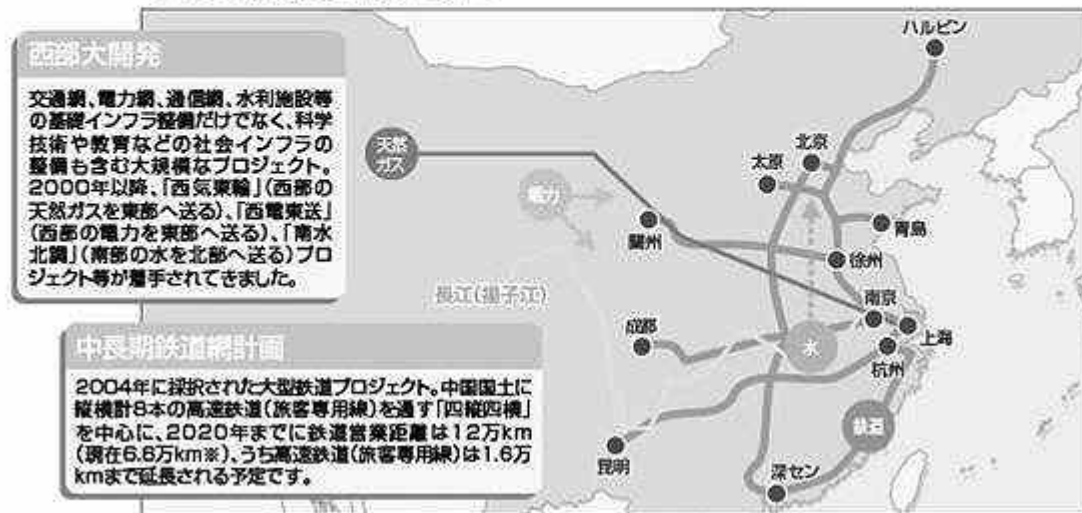 西部大開発
交通網、電力網、通信網、水利施設等
の基礎インフラ整備だけでなく、科学
技術や教育などの社会インフラの
整備も含む大規模なプロジェクト。
2000年以降、「西気東輸」(西部の
天然ガスを東部へ送る)、「西電東送」
(西部の電力を東部へ送る)、「南水
北調」(南部の水を北部へ送る)プロ
ジェクト等が着手されてきました。
中長期鉄道網計画
2004年に採択された大型鉄道プロジェクト。中国国土に
縦横計8本の高速鉄道(旅客専用線)を通す「四縦四横」
を中心に、2020年までに鉄道営業距離は12万km
(現在6.6万km※)、うち高速鉄道(旅客専用線)は1.6万
kmまで延長される予定です。
ハルビン
北京
太原
天然
ガス
電力
青島
蘭州
徐州
長江(揚子江)
南京
成都
水
上海
杭州
鉄道
昆明
深セン